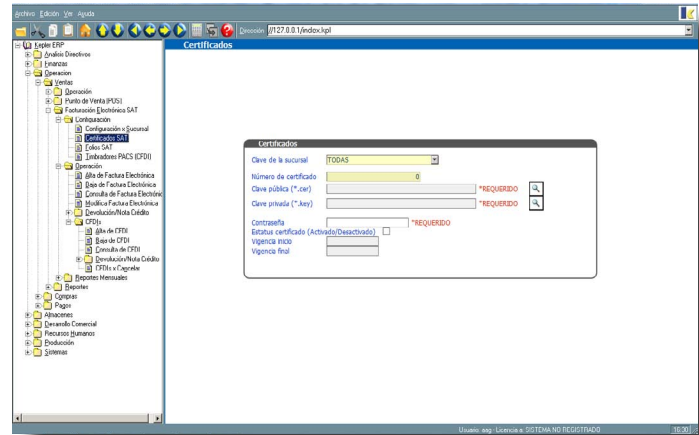 Archivo Edición Ver Ayuda
Dirección //127.0.0.1/index.kpl
Certificados
Kepler ERP
Analisis Directivos
Finanzas
Operacion
Ventas
Operación
Punto de Venta (POS)
Facturación Electrónica SAT
Configuración
Configuración x Sucursal
Certificados SAT
Folios SAT
Timbradores PACS (CFDI)
Operación
Alta de Factura Electrónica
Baja de Factura Electrónica
Consulta de Factura Electrónic
Modifica Factura Electrónica
Devolución/Nota Crédito
CFDIs
Alta de CFDI
Baja de CFDI
Consulta de CFDI
Devolución/Nota Crédito
CFDIs x Cancelar
Reportes Mensuales
Reportes
Compras
Pagos
Almacenes
Desarrollo Comercial
Recursos Humanos
Producción
Sistemas
Certificados
Clave de la sucursal TODAS
Número de certificado 0
Clave pública (*.cer) *REQUERIDO
Clave privada (*.key) *REQUERIDO
Contraseña *REQUERIDO
Estatus certificado (Activado/Desactivado)
Vigencia inicio
Vigencia final
Usuario: aag - Licencia a: SISTEMA NO REGISTRADO 16:00